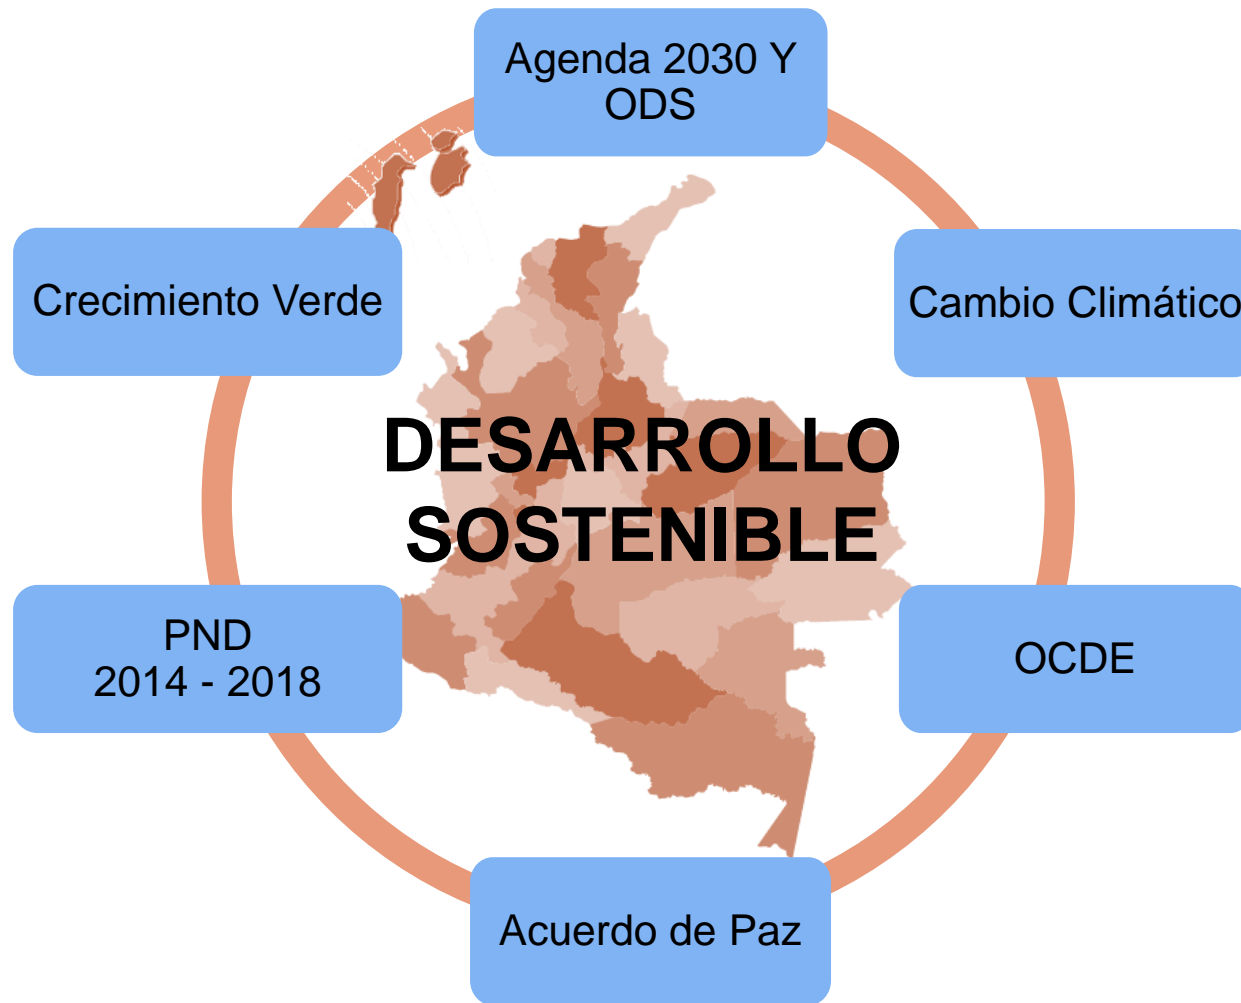 Agenda 2030 Y
ODS
Crecimiento Verde
Cambio Climático
DESARROLLO
SOSTENIBLE
PND
2014 - 2018
OCDE
Acuerdo de Paz